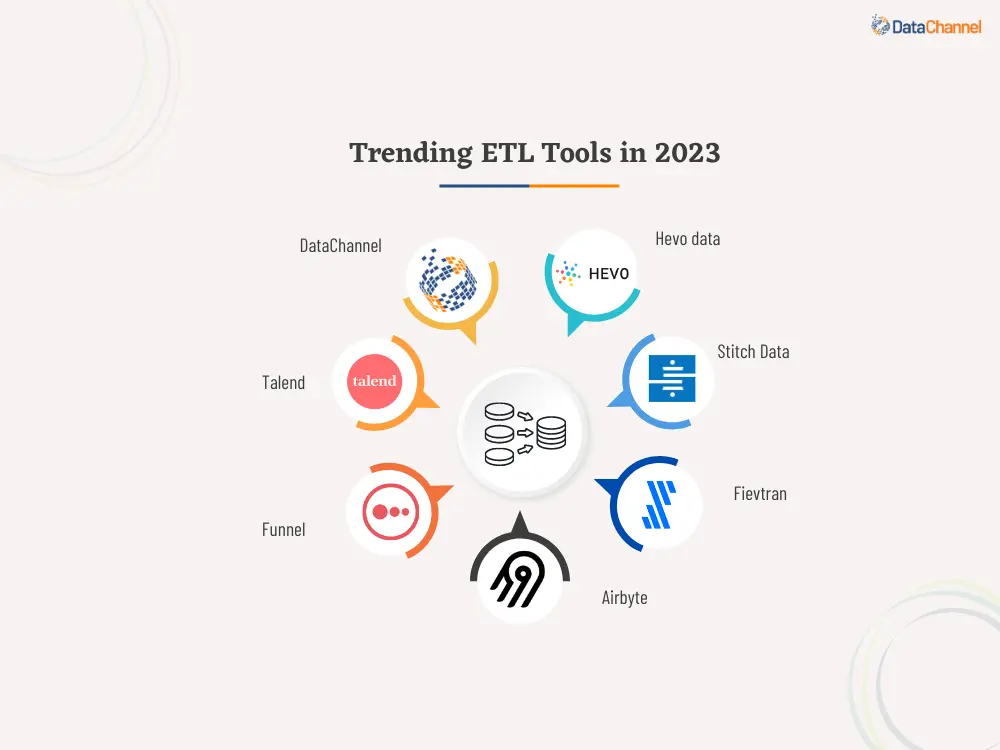 DataChannel
Trending ETL Tools in 2023
DataChannel
Hevo data
HEVO
Stitch Data
Talend
talend
Fievtran
Funnel
Airbyte